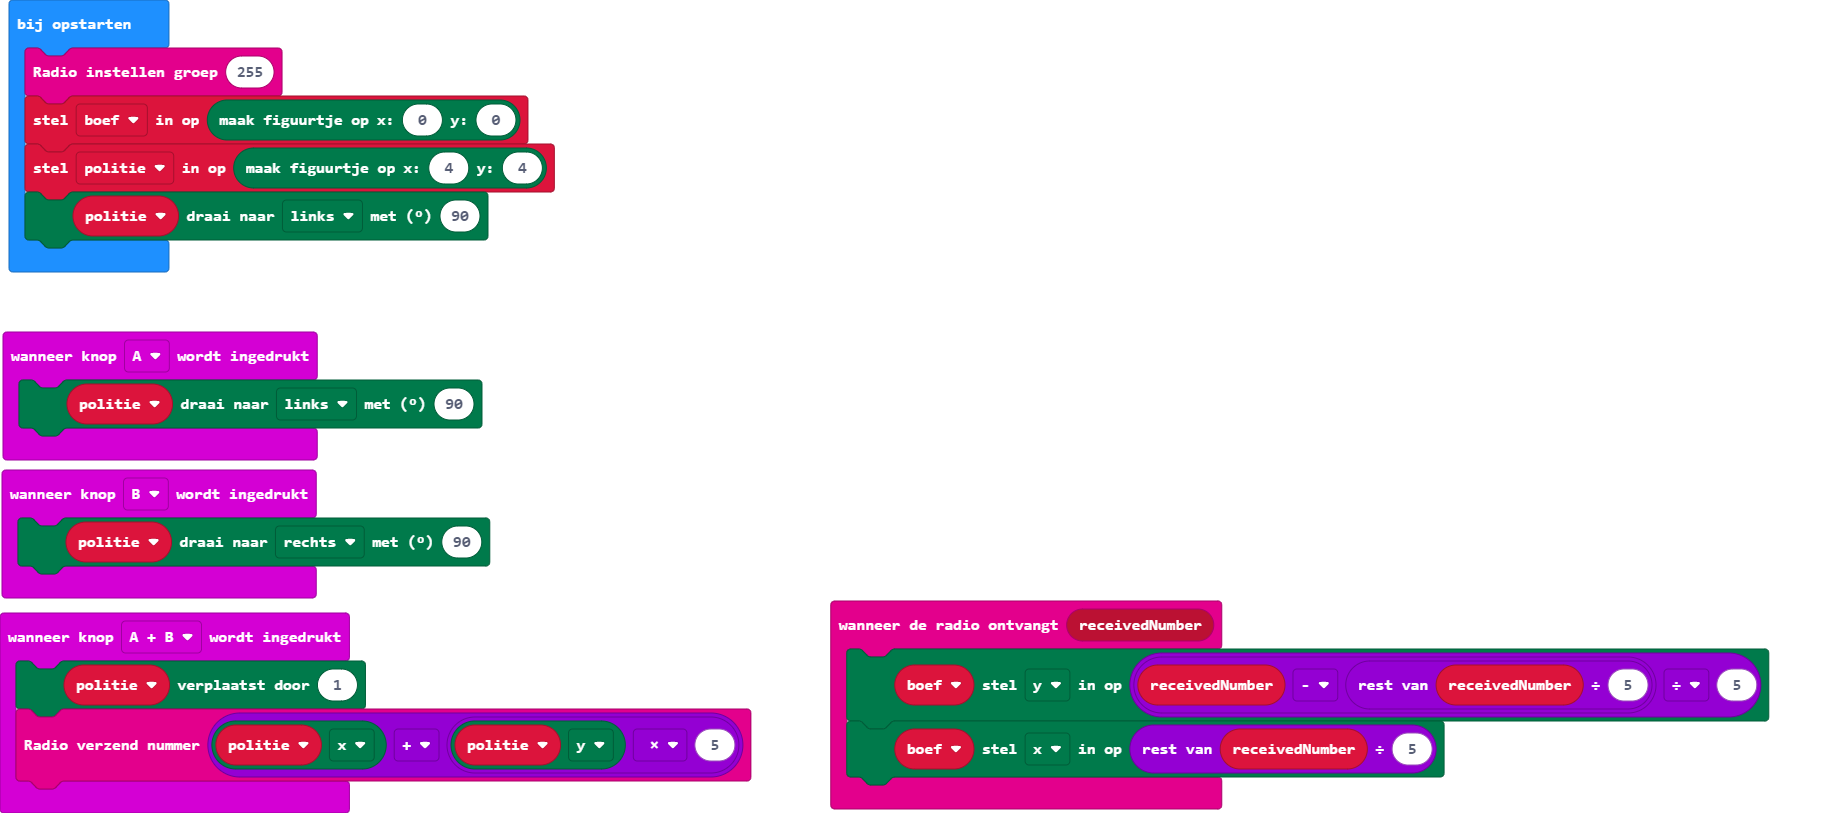 bij opstarten
Radio instellen groep 255
stel boef in op maak figuurtje op x: 0 y: 0
stel politie in op maak figuurtje op x: 4 y: 4
politie draai naar links met (º) 90
wanneer knop A wordt ingedrukt
politie draai naar links met (º) 90
wanneer knop B wordt ingedrukt
politie draai naar rechts met (º) 90
wanneer knop A + B wordt ingedrukt
politie verplaatst door 1
Radio verzend nummer politie x + politie y × 5
wanneer de radio ontvangt receivedNumber
boef stel y in op receivedNumber - rest van receivedNumber ÷ 5 ÷ 5
boef stel x in op rest van receivedNumber ÷ 5